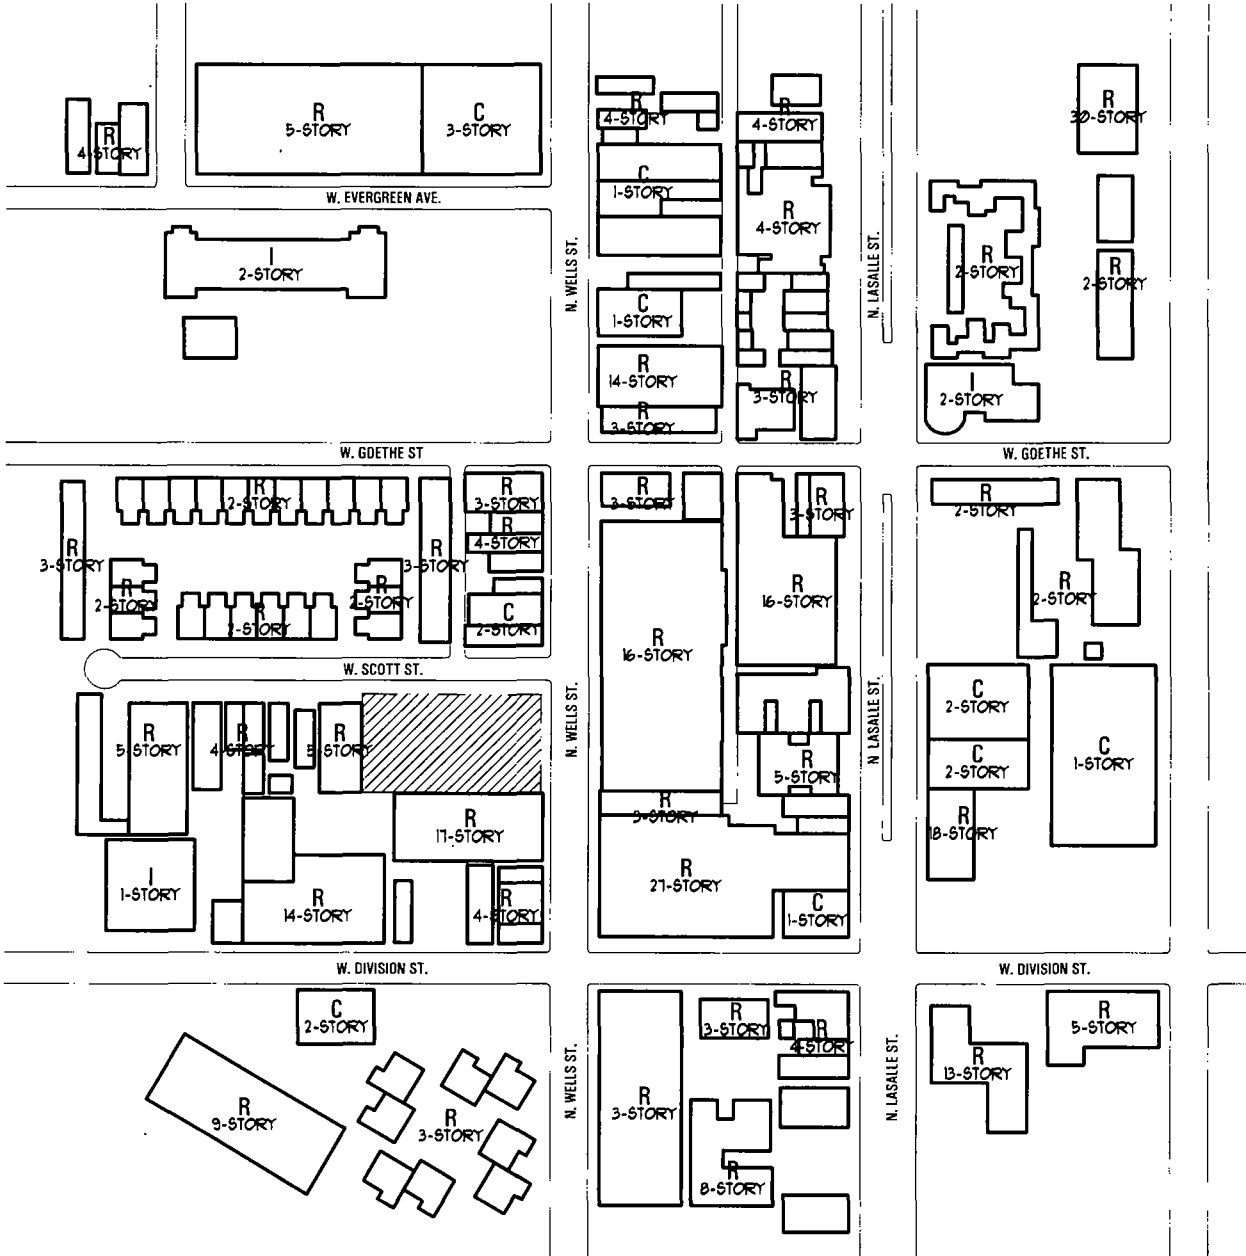 R
5-STORY
C
3-STORY
R
4-STORY
R
4-STORY
R
4-STORY
R
30-STORY
W. EVERGREEN AVE.
C
1-STORY
R
4-STORY
I
2-STORY
N. WELLS ST.
N. LASALLE ST.
R
2-STORY
R
2-STORY
C
1-STORY
R
14-STORY
R
3-STORY
R
3-STORY
I
2-STORY
W. GOETHE ST
W. GOETHE ST.
R
2-STORY
R
3-STORY
R
3-STORY
R
3-STORY
R
2-STORY
R
3-STORY
R
3-STORY
R
4-STORY
R
2-STORY
R
2-STORY
R
2-STORY
C
2-STORY
R
16-STORY
R
16-STORY
R
2-STORY
W. SCOTT ST.
N. WELLS ST.
N. LASALLE ST.
C
2-STORY
R
5-STORY
R
4-STORY
R
5-STORY
R
5-STORY
C
2-STORY
C
1-STORY
R
17-STORY
R
3-STORY
R
18-STORY
I
1-STORY
R
14-STORY
R
4-STORY
R
27-STORY
C
1-STORY
W. DIVISION ST.
W. DIVISION ST.
C
2-STORY
R
3-STORY
R
4-STORY
R
5-STORY
N. WELLS ST.
N. LASALLE ST.
R
13-STORY
R
9-STORY
R
3-STORY
R
3-STORY
R
8-STORY